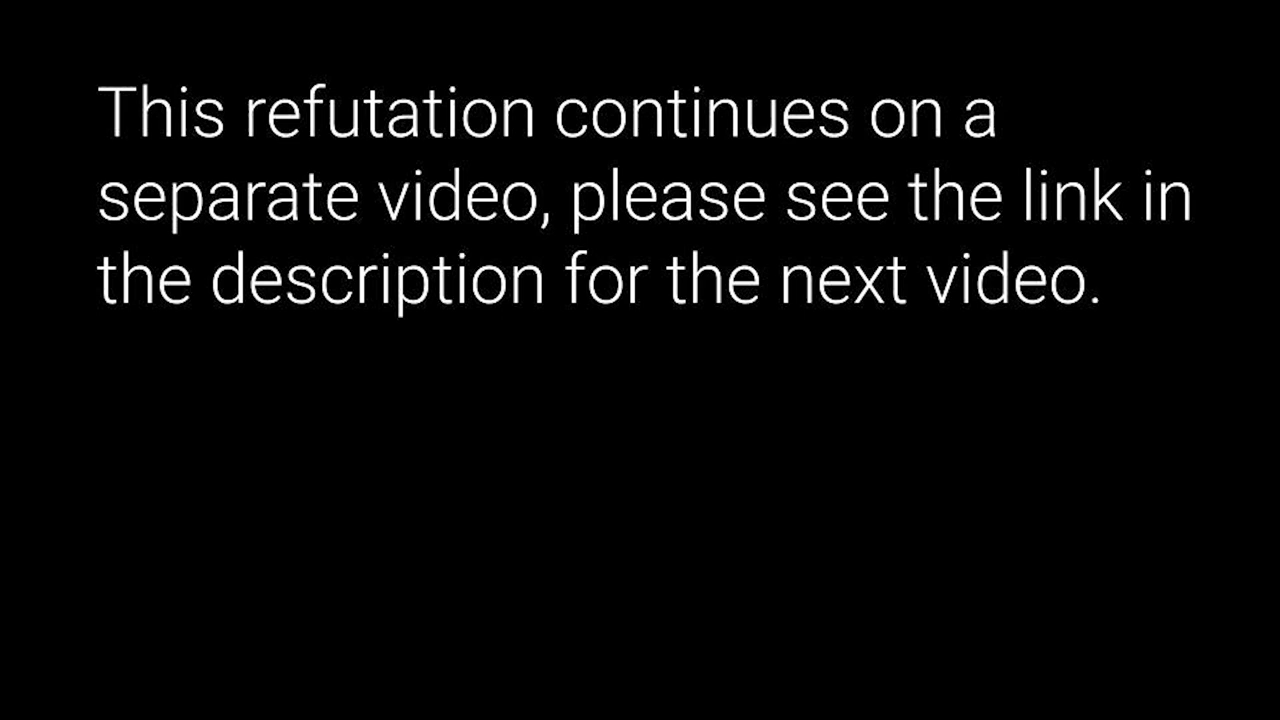 This refutation continues on a
separate video, please see the link in
the description for the next video.